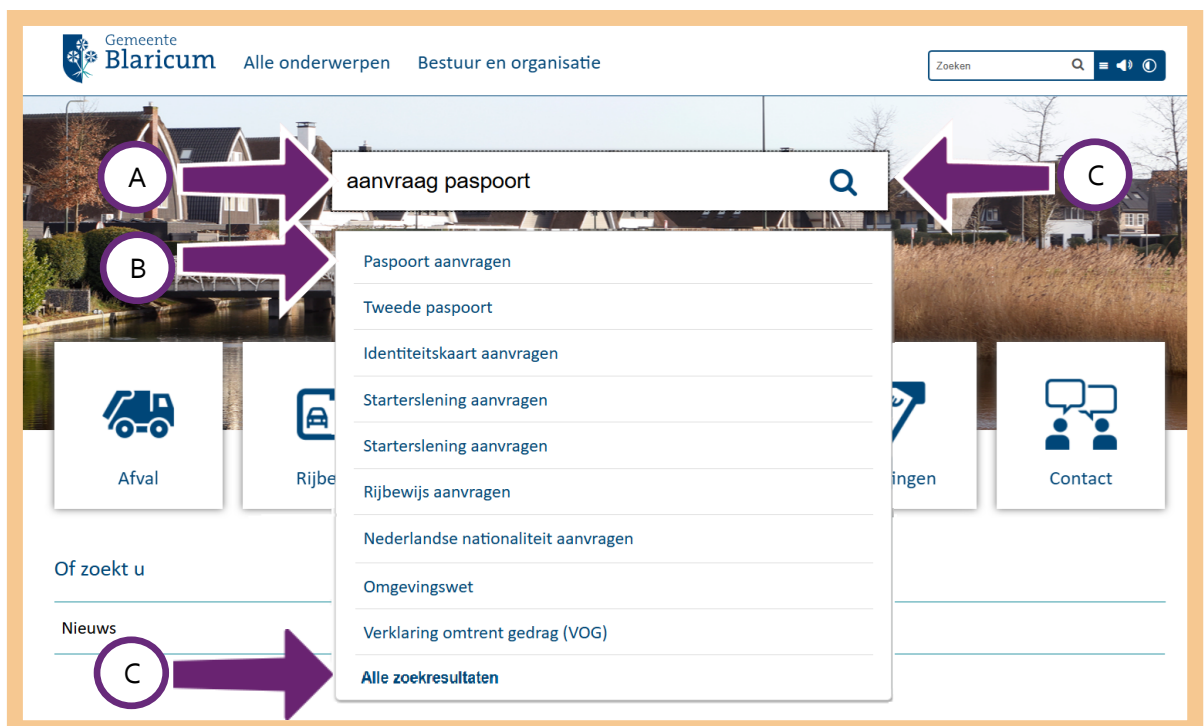 Gemeente
Blaricum
Alle onderwerpen
Bestuur en organisatie
Zoeken
A
aanvraag paspoort
C
B
Paspoort aanvragen
Tweede paspoort
Identiteitskaart aanvragen
Starterslening aanvragen
Starterslening aanvragen
Rijbewijs aanvragen
Nederlandse nationaliteit aanvragen
Omgevingswet
Verklaring omtrent gedrag (VOG)
Alle zoekresultaten
Afval
Rijbe
ingen
Contact
Of zoekt u
Nieuws
C